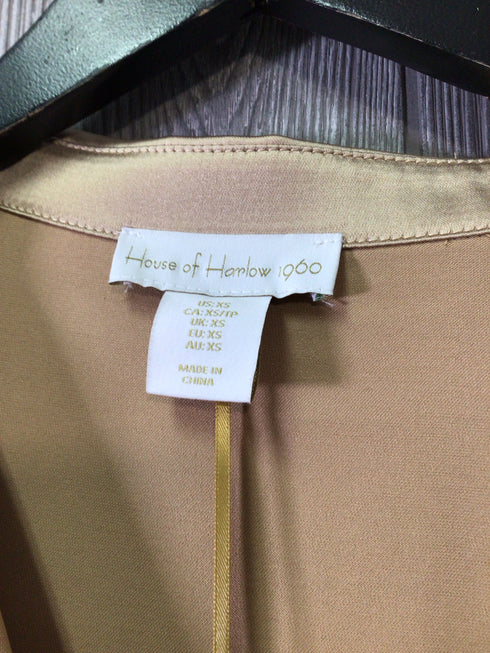 House of Harlow 1960
US: XS
CA: XS/TP
UK: XS
EU: XS
AU: XS
MADE IN
CHINA